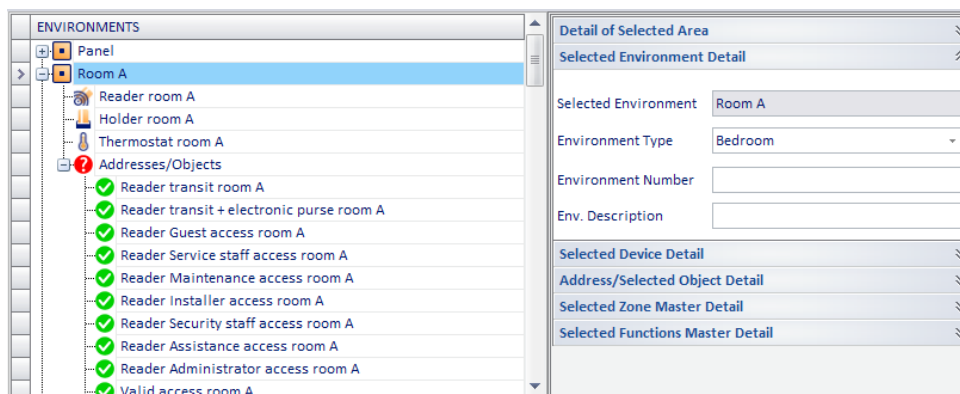 ENVIRONMENTS
Panel
Room A
Reader room A
Holder room A
Thermostat room A
Addresses/Objects
Reader transit room A
Reader transit + electronic purse room A
Reader Guest access room A
Reader Service staff access room A
Reader Maintenance access room A
Reader Installer access room A
Reader Security staff access room A
Reader Assistance access room A
Reader Administrator access room A
Valid access room A
Detail of Selected Area
Selected Environment Detail
Selected Environment Room A
Environment Type Bedroom
Environment Number
Env. Description
Selected Device Detail
Address/Selected Object Detail
Selected Zone Master Detail
Selected Functions Master Detail